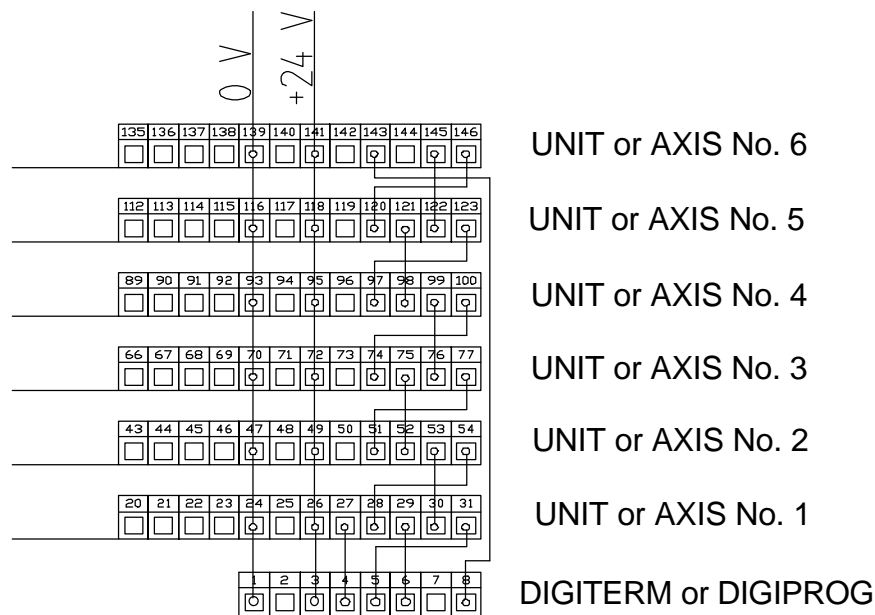 0 V
+24 V
135 136 137 138 139 140 141 142 143 144 145 146
UNIT or AXIS No. 6
112 113 114 115 116 117 118 119 120 121 122 123
UNIT or AXIS No. 5
89 90 91 92 93 94 95 96 97 98 99 100
UNIT or AXIS No. 4
66 67 68 69 70 71 72 73 74 75 76 77
UNIT or AXIS No. 3
43 44 45 46 47 48 49 50 51 52 53 54
UNIT or AXIS No. 2
20 21 22 23 24 25 26 27 28 29 30 31
UNIT or AXIS No. 1
1 2 3 4 5 6 7 8
DIGITERM or DIGIPROG